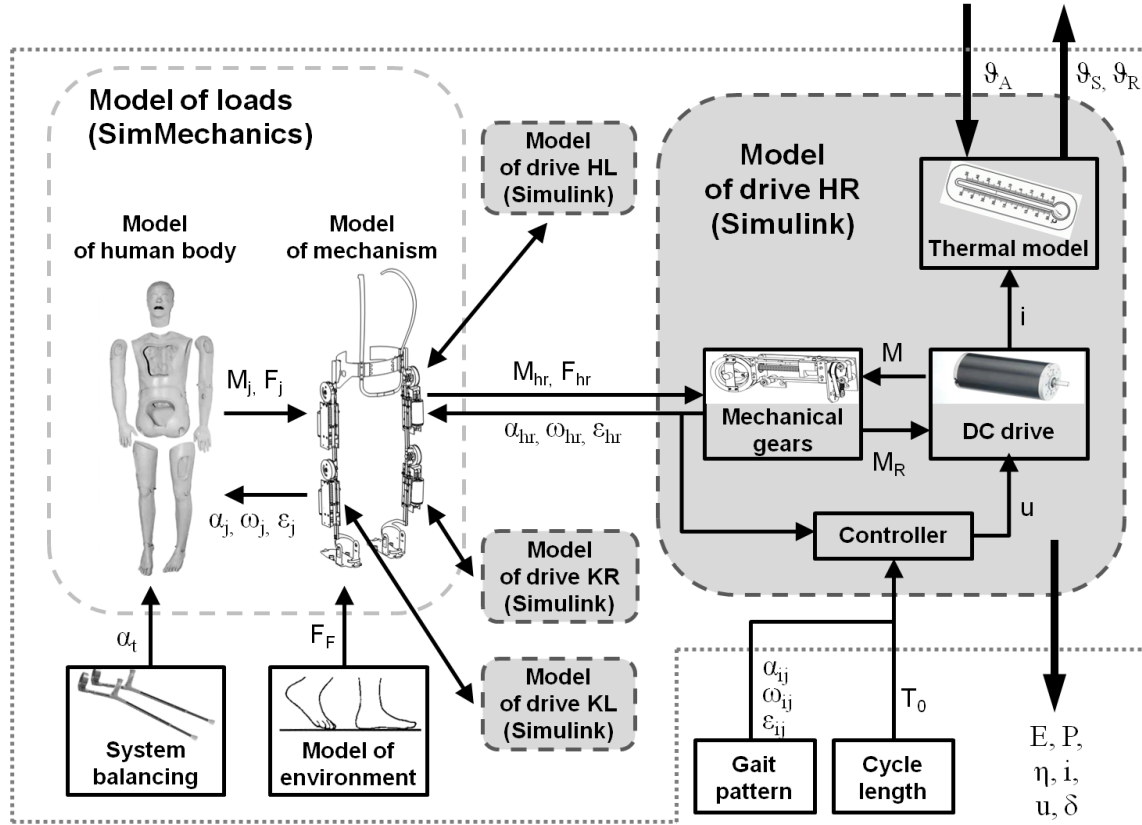 ϑA
ϑS, ϑR
Model of loads
(SimMechanics)
Model
of drive HL
(Simulink)
Model
of drive HR
(Simulink)
Thermal model
Model
of human body
Model
of mechanism
i
Mj, Fj
Mhr, Fhr
αhr, ωhr, εhr
M
Mechanical
gears
DC drive
MR
u
αj, ωj, εj
Controller
Model
of drive KR
(Simulink)
αt
FF
Model
of drive KL
(Simulink)
αij
ωij
εij
T0
System
balancing
Model of
environment
Gait
pattern
Cycle
length
E, P,
η, i,
u, δ